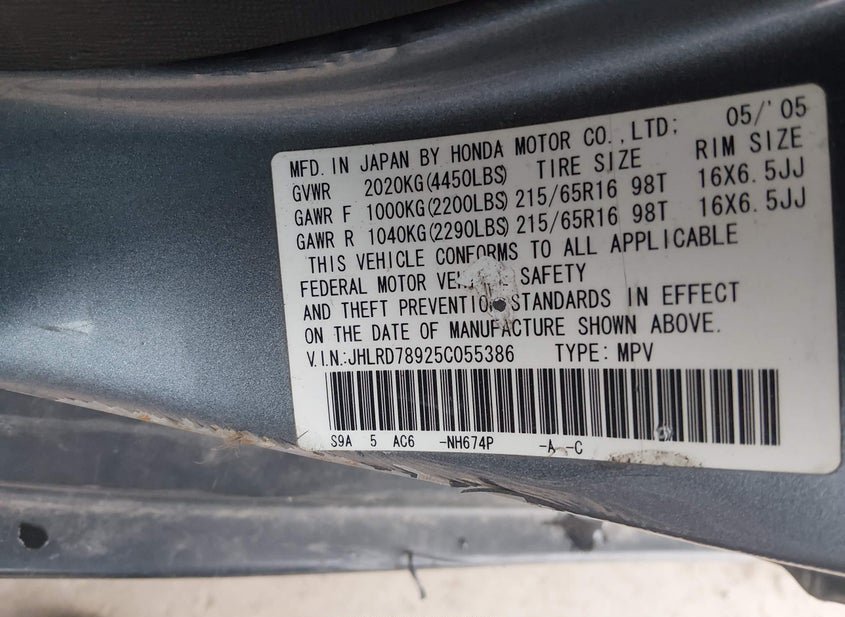 MFD. IN JAPAN BY HONDA MOTOR CO.,LTD; 05/'05
GVWR 2020KG(4450LBS) TIRE SIZE RIM SIZE
GAWR F 1000KG(2200LBS) 215/65R16 98T 16X6.5JJ
GAWR R 1040KG(2290LBS) 215/65R16 98T 16X6.5JJ
THIS VEHICLE CONFORMS TO ALL APPLICABLE
FEDERAL MOTOR SAFETY
AND THEFT PREVENTION STANDARDS IN EFFECT
ON THE DATE OF MANUFACTURE SHOWN ABOVE.
V.I.N.:JHLRD78925C055386 TYPE: MPV
S9A 5 AC6 -NH674P -A -C